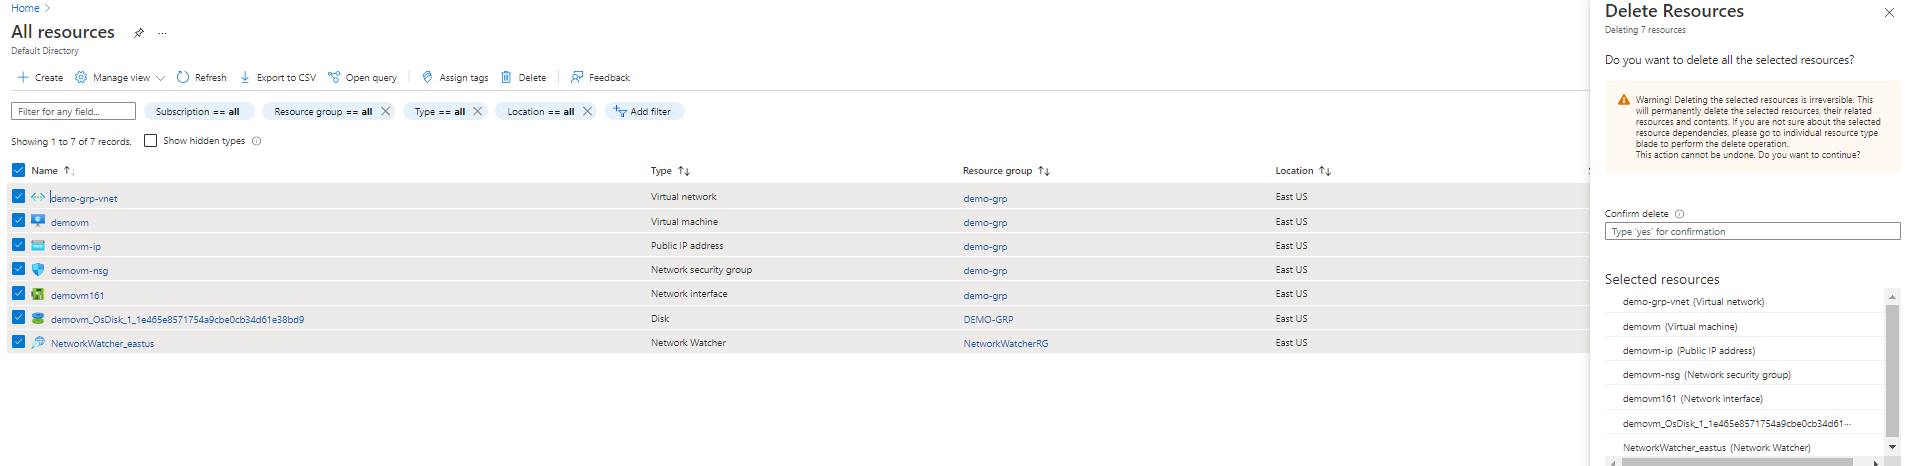 Home
All resources
Default Directory
Create Manage view Refresh Export to CSV Open query Assign tags Delete Feedback
Filter for any field... Subscription == all Resource group == all Type == all Location == all Add filter
Showing 1 to 7 of 7 records. Show hidden types
Name Type Resource group Location
demo-grp-vnet Virtual network demo-grp East US
demovm Virtual machine demo-grp East US
demovm-ip Public IP address demo-grp East US
demovm-nsg Network security group demo-grp East US
demovm161 Network interface demo-grp East US
demovm_OsDisk_1_1e465e8571754a9cbe0cb34d61e38bd9 Disk DEMO-GRP East US
NetworkWatcher_eastus Network Watcher NetworkWatcherRG East US
Delete Resources
Deleting 7 resources
Do you want to delete all the selected resources?
Warning! Deleting the selected resources is irreversible. This
will permanently delete the selected resources, their related
resources and contents. If you are not sure about the selected
resource dependencies, please go to individual resource type
blade to perform the delete operation.
This action cannot be undone. Do you want to continue?
Confirm delete
Type 'yes' for confirmation
Selected resources
demo-grp-vnet (Virtual network)
demovm (Virtual machine)
demovm-ip (Public IP address)
demovm-nsg (Network security group)
demovm161 (Network interface)
demovm_OsDisk_1_1e465e8571754a9cbe0cb34d61...
NetworkWatcher_eastus (Network Watcher)